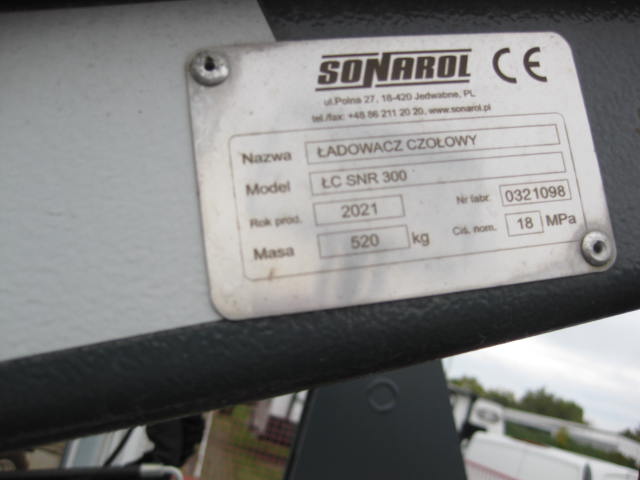 SONAROL CE
ul.Polna 27, 18-420 Jedwabne, PL
tel./fax: +48 86 211 20 20, www.sonarol.pl
Nazwa ŁADOWACZ CZOŁOWY
Model ŁC SNR 300
Rok prod. 2021 Nr fabr. 0321098
Masa 520 kg Ciś. nom. 18 MPa